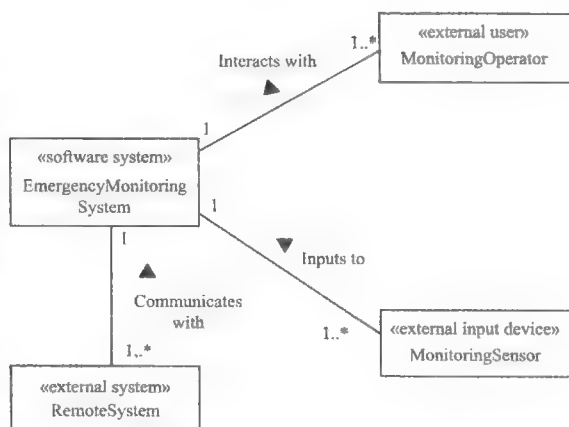 «external user»
MonitoringOperator
1..*
Interacts with
1
«software system»
EmergencyMonitoring
System
1
1
Inputs to
Communicates
with
1..*
1..*
«external input device»
MonitoringSensor
«external system»
RemoteSystem